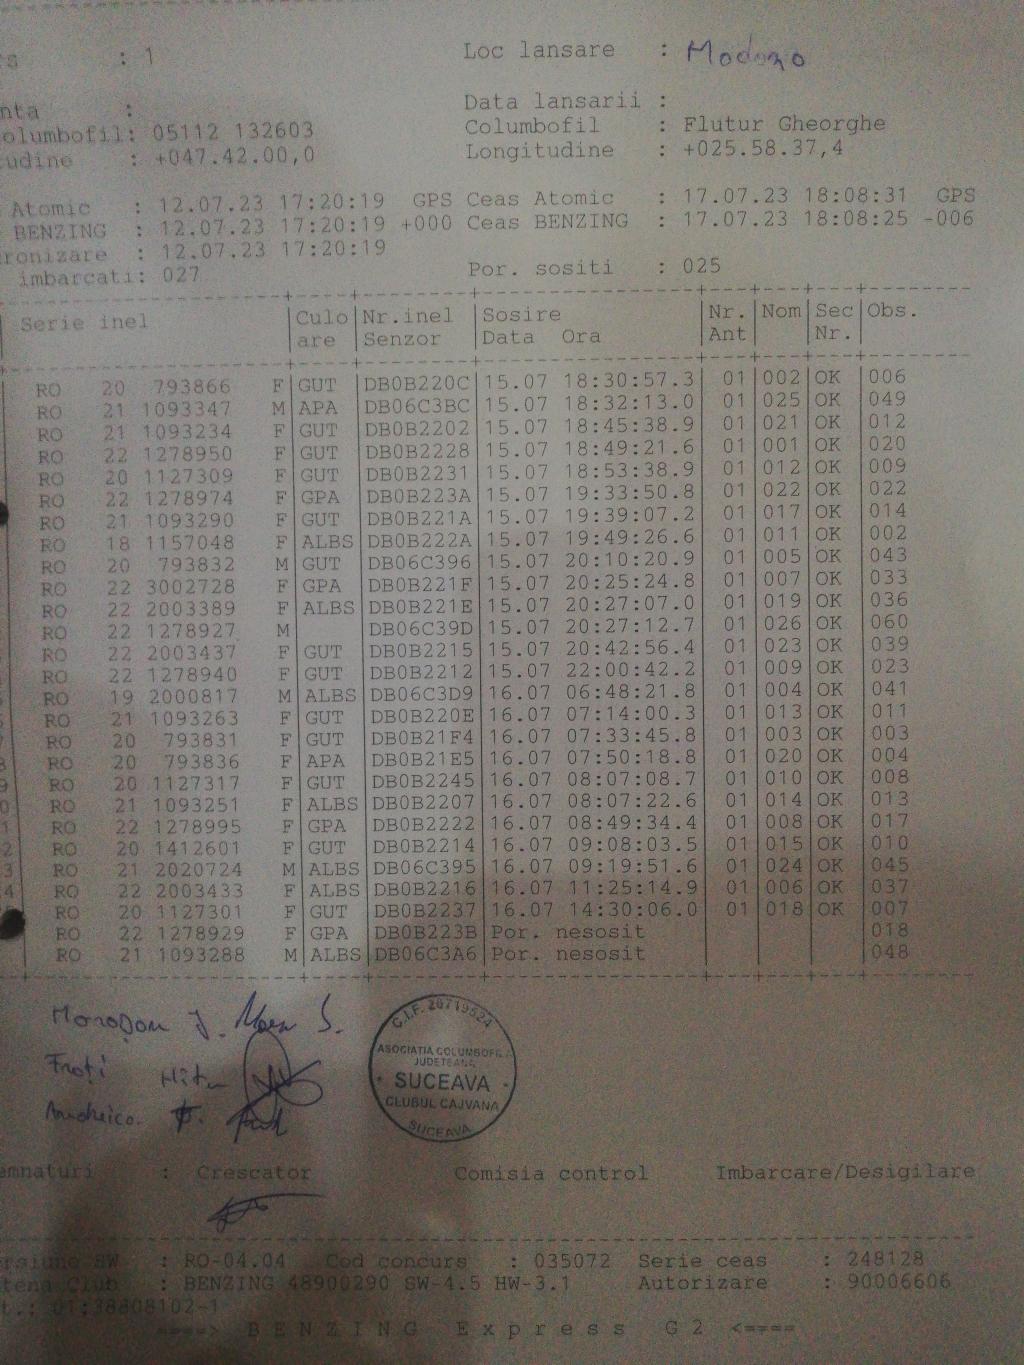 : 1 Loc lansare :
: Data lansarii :
olumbofil: 05112 132603 Columbofil : Flutur Gheorghe
tudine : +047.42.00,0 Longitudine : +025.58.37,4
Atomic : 12.07.23 17:20:19 GPS Ceas Atomic : 17.07.23 18:08:31 GPS
BENZING : 12.07.23 17:20:19 +000 Ceas BENZING : 17.07.23 18:08:25 -006
ronizare : 12.07.23 17:20:19
imbarcati: 027 Por. sositi : 025
Serie inel Culo Nr.inel Sosire Nr. Nom Sec Obs.
are Senzor Data Ora Ant Nr.
RO 20 793866 F GUT DB0B220C 15.07 18:30:57.3 01 002 OK 006
RO 21 1093347 M APA DB06C3BC 15.07 18:32:13.0 01 025 OK 049
RO 21 1093234 F GUT DB0B2202 15.07 18:45:38.9 01 021 OK 012
RO 22 1278950 F GUT DB0B2228 15.07 18:49:21.6 01 001 OK 020
RO 20 1127309 F GUT DB0B2231 15.07 18:53:38.9 01 012 OK 009
RO 22 1278974 F GPA DB0B223A 15.07 19:33:50.8 01 022 OK 022
RO 21 1093290 F GUT DB0B221A 15.07 19:39:07.2 01 017 OK 014
RO 18 1157048 F ALBS DB0B222A 15.07 19:49:26.6 01 011 OK 002
RO 20 793832 M GUT DB06C396 15.07 20:10:20.9 01 005 OK 043
RO 22 3002728 F GPA DB0B221F 15.07 20:25:24.8 01 007 OK 033
RO 22 2003389 F ALBS DB0B221E 15.07 20:27:07.0 01 019 OK 036
RO 22 1278927 M DB06C39D 15.07 20:27:12.7 01 026 OK 060
RO 22 2003437 F GUT DB0B2215 15.07 20:42:56.4 01 023 OK 039
RO 22 1278940 F GUT DB0B2212 15.07 22:00:42.2 01 009 OK 023
RO 19 2000817 M ALBS DB06C3D9 16.07 06:48:21.8 01 004 OK 041
RO 21 1093263 F GUT DB0B220E 16.07 07:14:00.3 01 013 OK 011
RO 20 793831 F GUT DB0B21F4 16.07 07:33:45.8 01 003 OK 003
RO 20 793836 F APA DB0B21E5 16.07 07:50:18.8 01 020 OK 004
RO 20 1127317 F GUT DB0B2245 16.07 08:07:08.7 01 010 OK 008
RO 21 1093251 F ALBS DB0B2207 16.07 08:07:22.6 01 014 OK 013
RO 22 1278995 F GPA DB0B2222 16.07 08:49:34.4 01 008 OK 017
RO 20 1412601 F GUT DB0B2214 16.07 09:08:03.5 01 015 OK 010
RO 21 2020724 M ALBS DB06C395 16.07 09:19:51.6 01 024 OK 045
RO 22 2003433 F ALBS DB0B2216 16.07 11:25:14.9 01 006 OK 037
RO 20 1127301 F GUT DB0B2237 16.07 14:30:06.0 01 018 OK 007
RO 22 1278929 F GPA DB0B223B Por. nesosit 018
RO 21 1093288 M ALBS DB06C3A6 Por. nesosit 048
C.I.F. 26719524
ASOCIATIA COLUMBOFILA
JUDETEANA
SUCEAVA
CLUBUL CAJVANA
SUCEAVA
emnaturi : Crescator Comisia control Imbarcare/Desigilare
ersiune SW : RO-04.04 Cod concurs : 035072 Serie ceas : 248128
tena Club : BENZING 48900290 SW-4.5 HW-3.1 Autorizare : 90006606
t.: 01:38808102-1
====> BENZING Express G2 <====